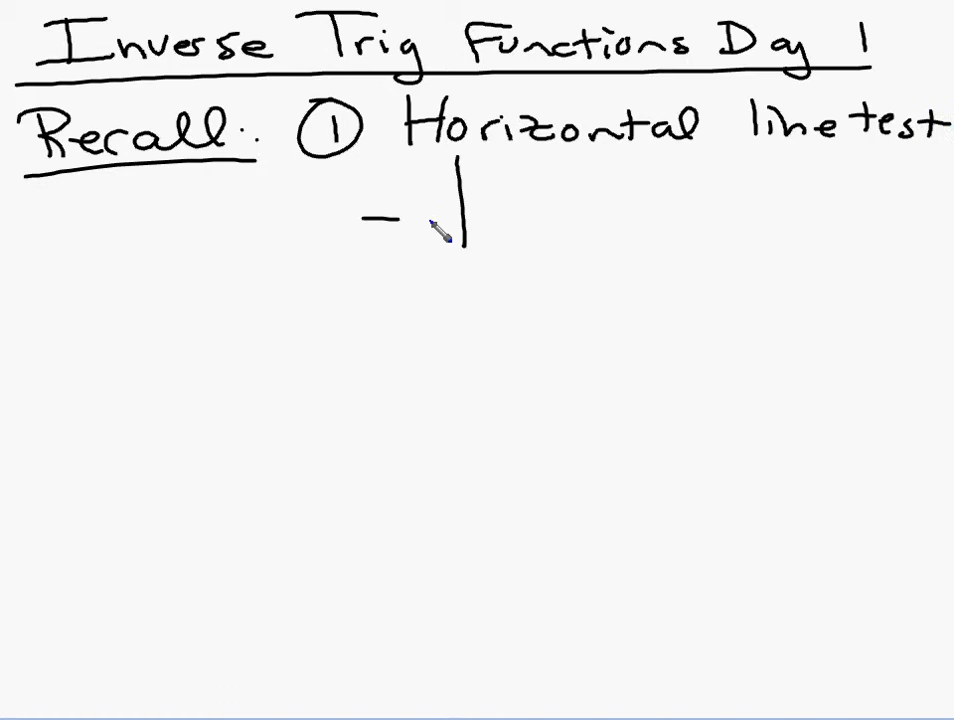 Inverse Trig Functions Day 1
Recall: ① Horizontal line test